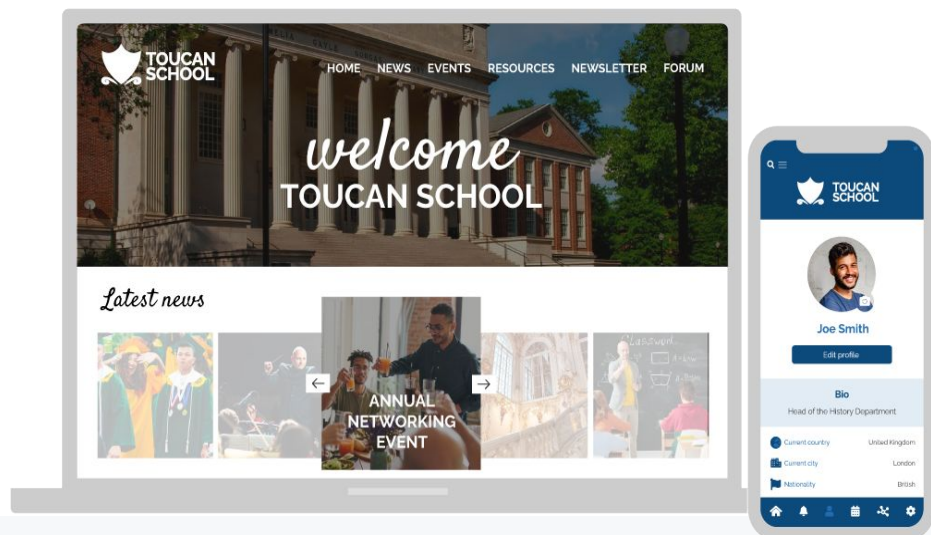 TOUCAN
SCHOOL
HOME NEWS EVENTS RESOURCES NEWSLETTER FORUM
welcome
TOUCAN SCHOOL
Latest news
ANNUAL
NETWORKING
EVENT
TOUCAN
SCHOOL
Joe Smith
Edit profile
Bio
Head of the History Department
Current country United Kingdom
Current city London
Nationality British